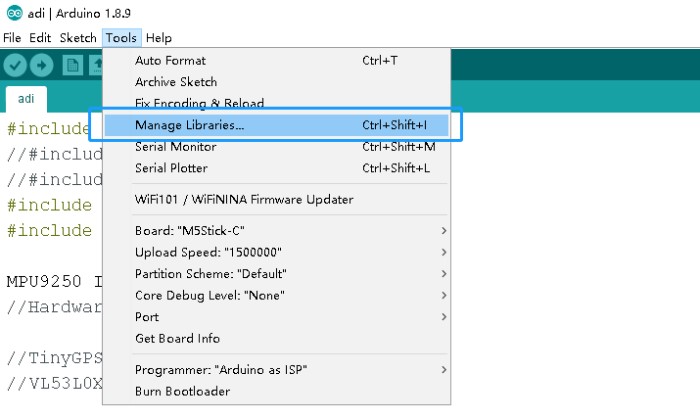 adi | Arduino 1.8.9
File Edit Sketch Tools Help
Auto Format Ctrl+T
Archive Sketch
adi
Fix Encoding & Reload
#include
Manage Libraries... Ctrl+Shift+I
//#includ
Serial Monitor Ctrl+Shift+M
//#includ
Serial Plotter Ctrl+Shift+L
#include
WiFi101 / WiFiNINA Firmware Updater
#include
Board: "M5Stick-C"
Upload Speed: "1500000"
MPU9250 I
Partition Scheme: "Default"
//Hardwar
Core Debug Level: "None"
Port
Get Board Info
//TinyGPS
Programmer: "Arduino as ISP"
//VL53L0X
Burn Bootloader